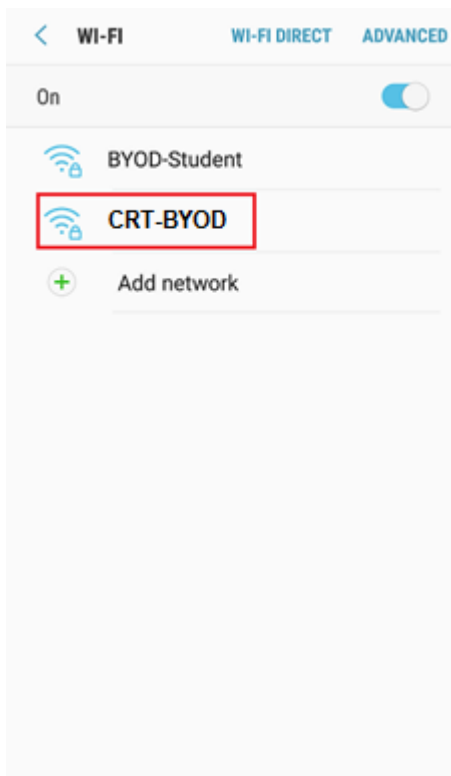 WI-FI WI-FI DIRECT ADVANCED
On
BYOD-Student
CRT-BYOD
Add network